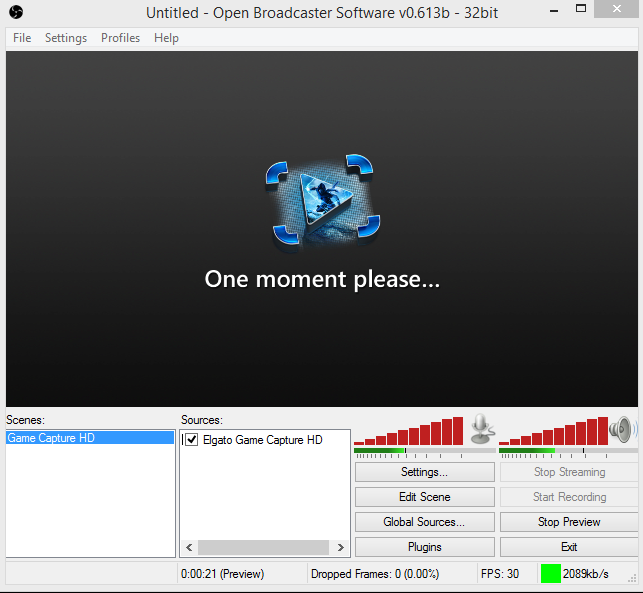 Untitled - Open Broadcaster Software v0.613b - 32bit
File Settings Profiles Help
One moment please...
Scenes:
Sources:
Game Capture HD
Elgato Game Capture HD
Settings...
Stop Streaming
Edit Scene
Start Recording
Global Sources...
Stop Preview
Plugins
Exit
0:00:21 (Preview)
Dropped Frames: 0 (0.00%)
FPS: 30
2089kb/s